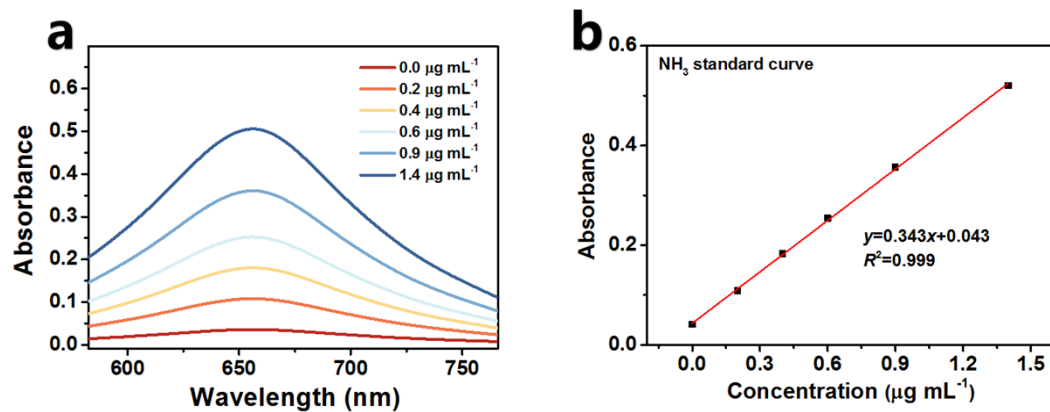 a
Absorbance
0.7
0.6
0.5
0.4
0.3
0.2
0.1
0.0
0.0 μg mL⁻¹
0.2 μg mL⁻¹
0.4 μg mL⁻¹
0.6 μg mL⁻¹
0.9 μg mL⁻¹
1.4 μg mL⁻¹
600 650 700 750
Wavelength (nm)
b
Absorbance
0.6
0.4
0.2
0.0
NH₃ standard curve
y=0.343x+0.043
R²=0.999
0.0 0.3 0.6 0.9 1.2 1.5
Concentration (μg mL⁻¹)